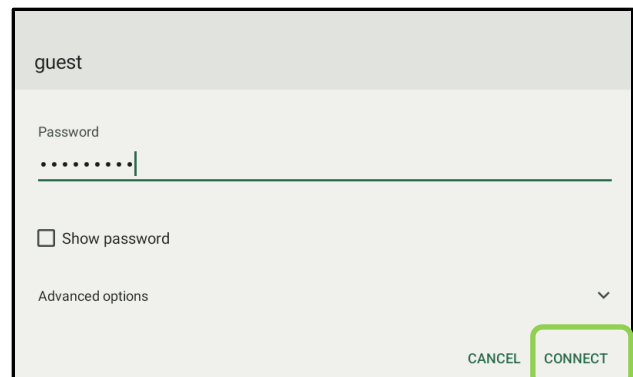 guest
Password
•••••••••
Show password
Advanced options
CANCEL CONNECT